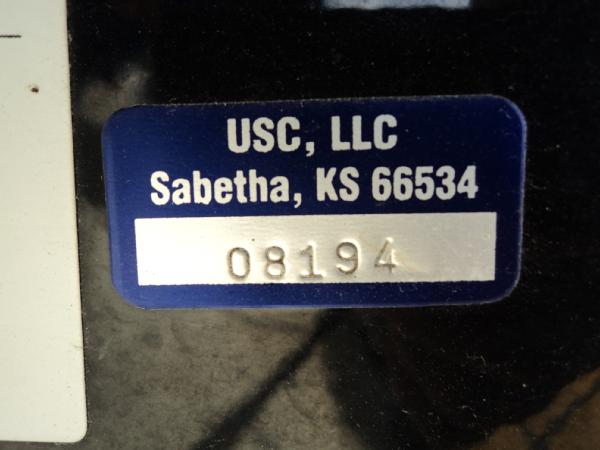 USC, LLC
Sabetha, KS 66534
08194